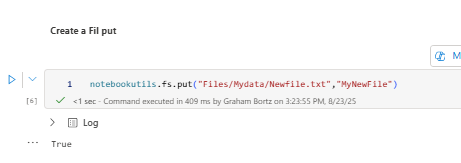 Create a Fil put
M
1 notebookutils.fs.put("Files/Mydata/Newfile.txt","MyNewFile")
[6] <1 sec - Command executed in 409 ms by Graham Bortz on 3:23:55 PM, 8/23/25
Log
... True